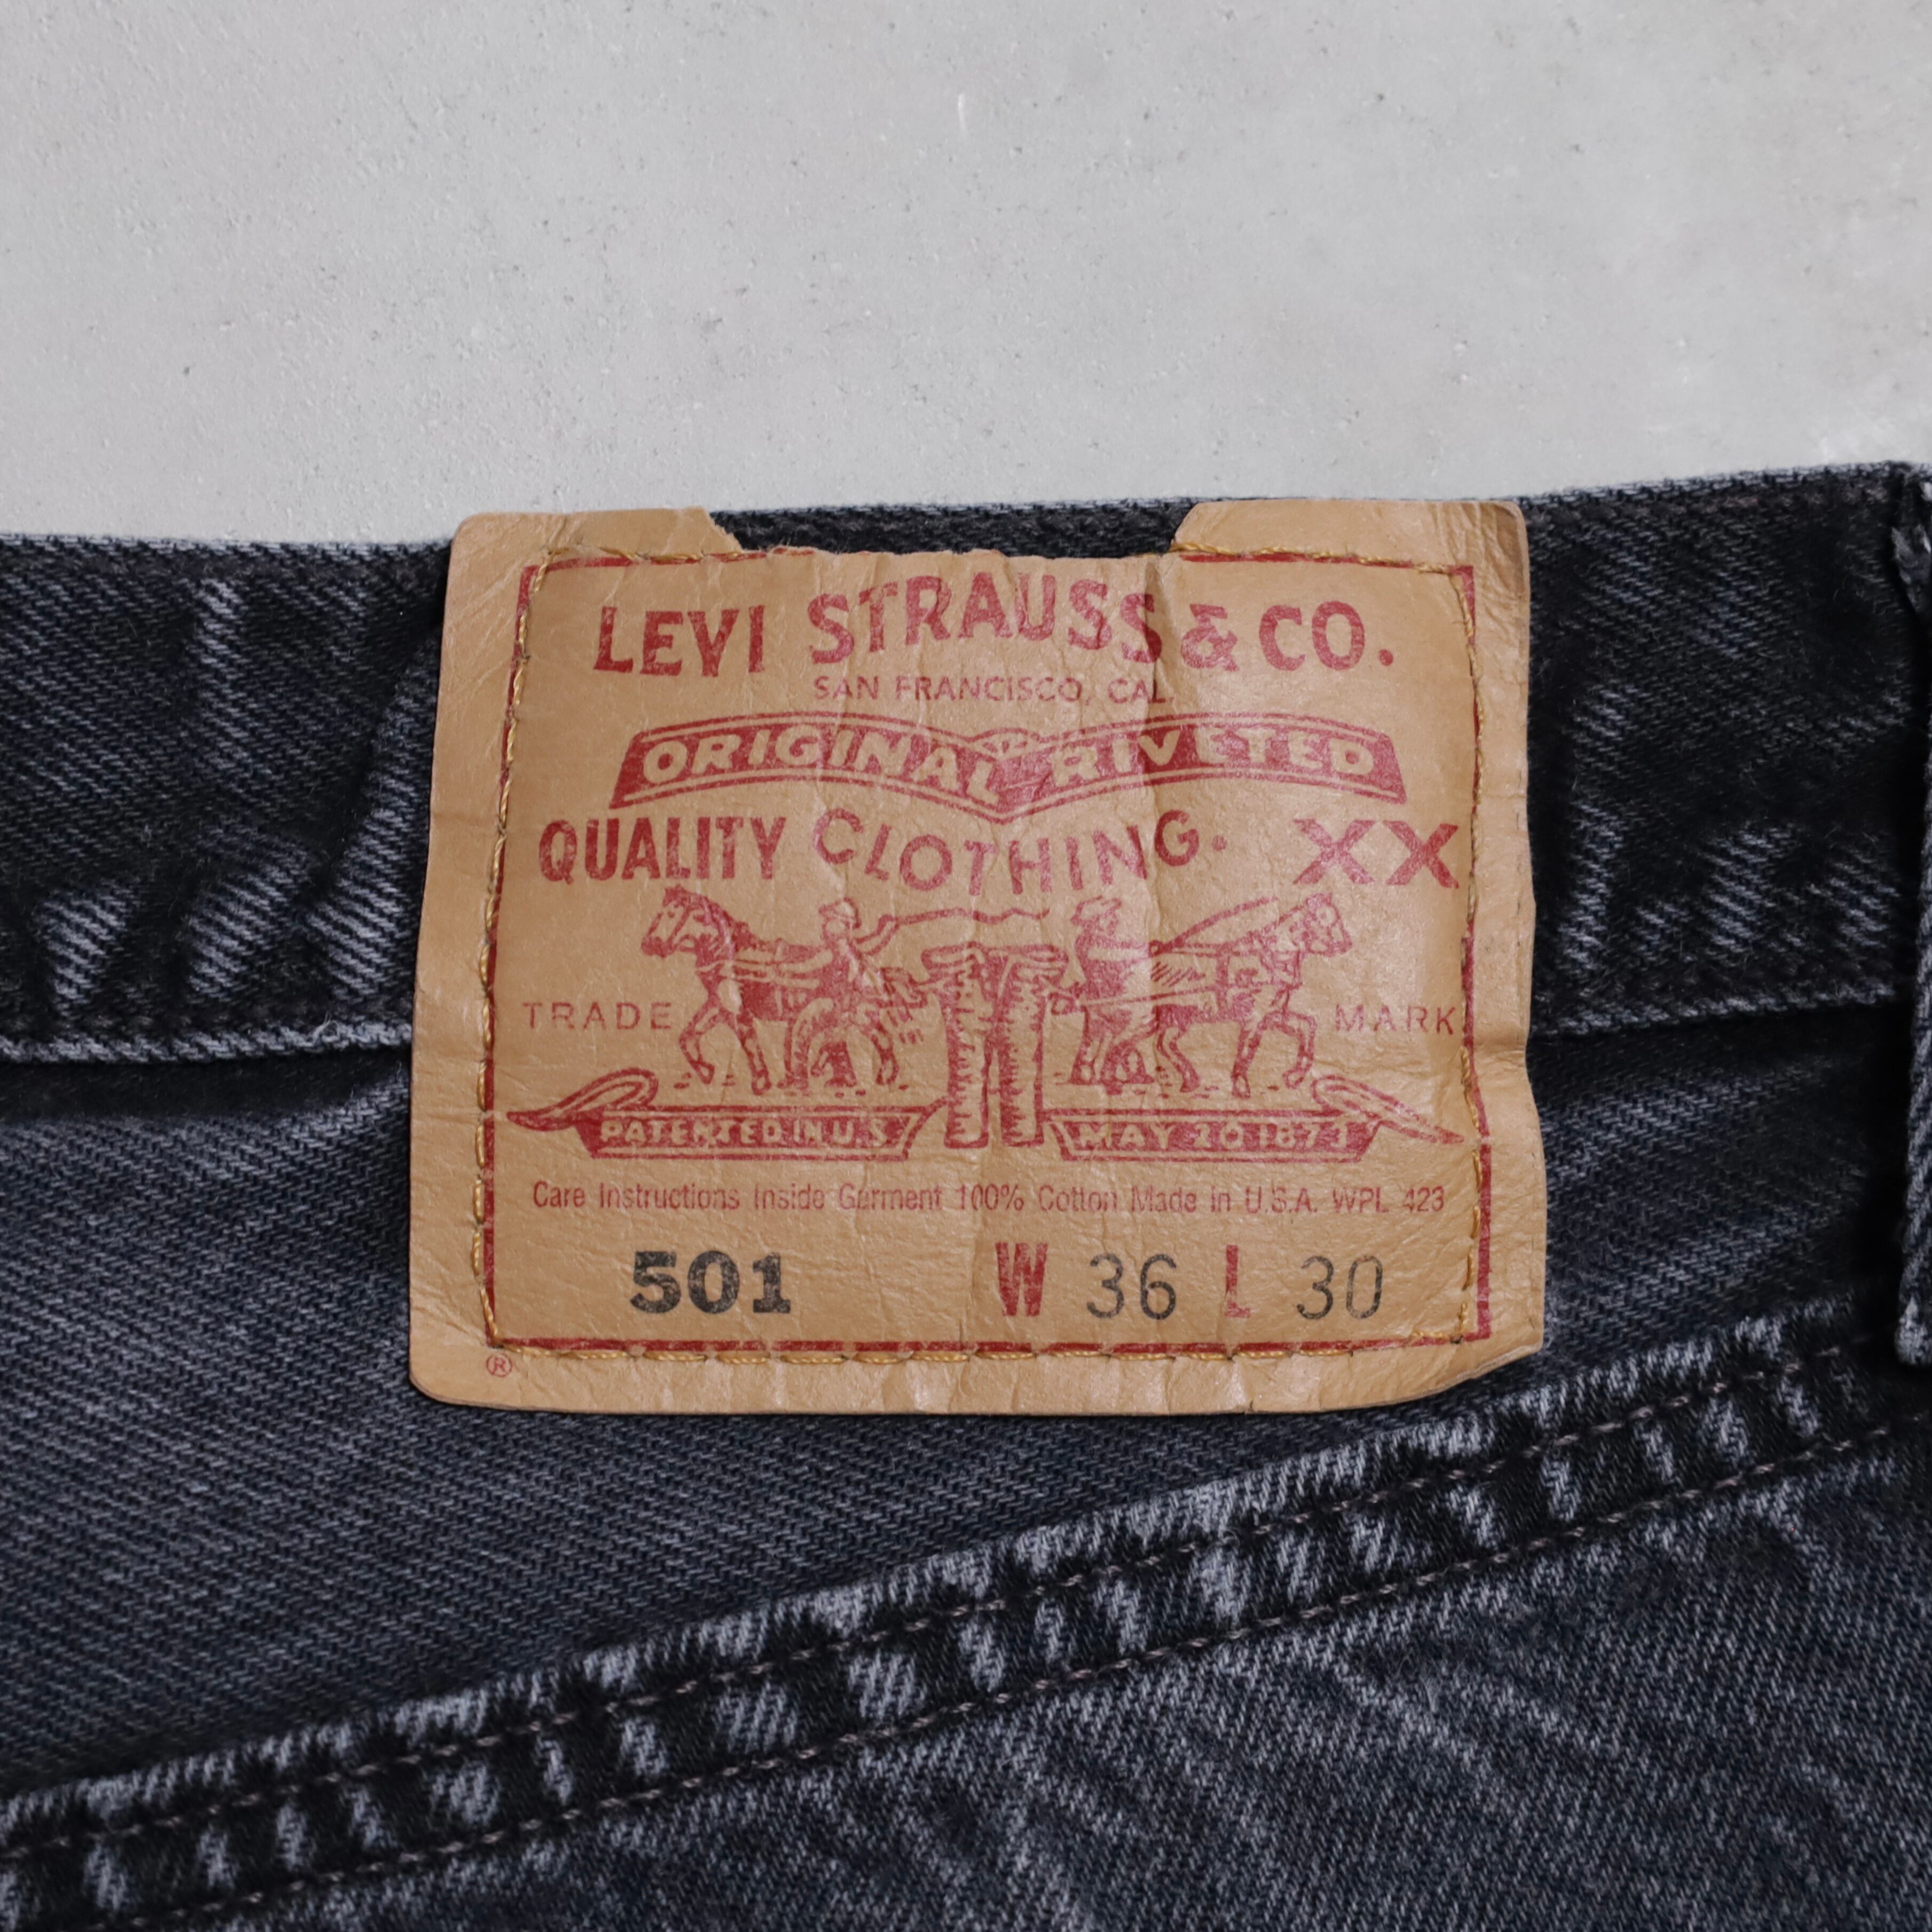 LEVI STRAUSS & CO.
SAN FRANCISCO, CAL
ORIGINAL RIVETED
QUALITY CLOTHING. XX
TRADE MARK
PATENTED IN U.S. MAY 20 1873
Care Instructions Inside Garment 100% Cotton Made in U.S.A. WPL 423
501 W 36 L 30
®